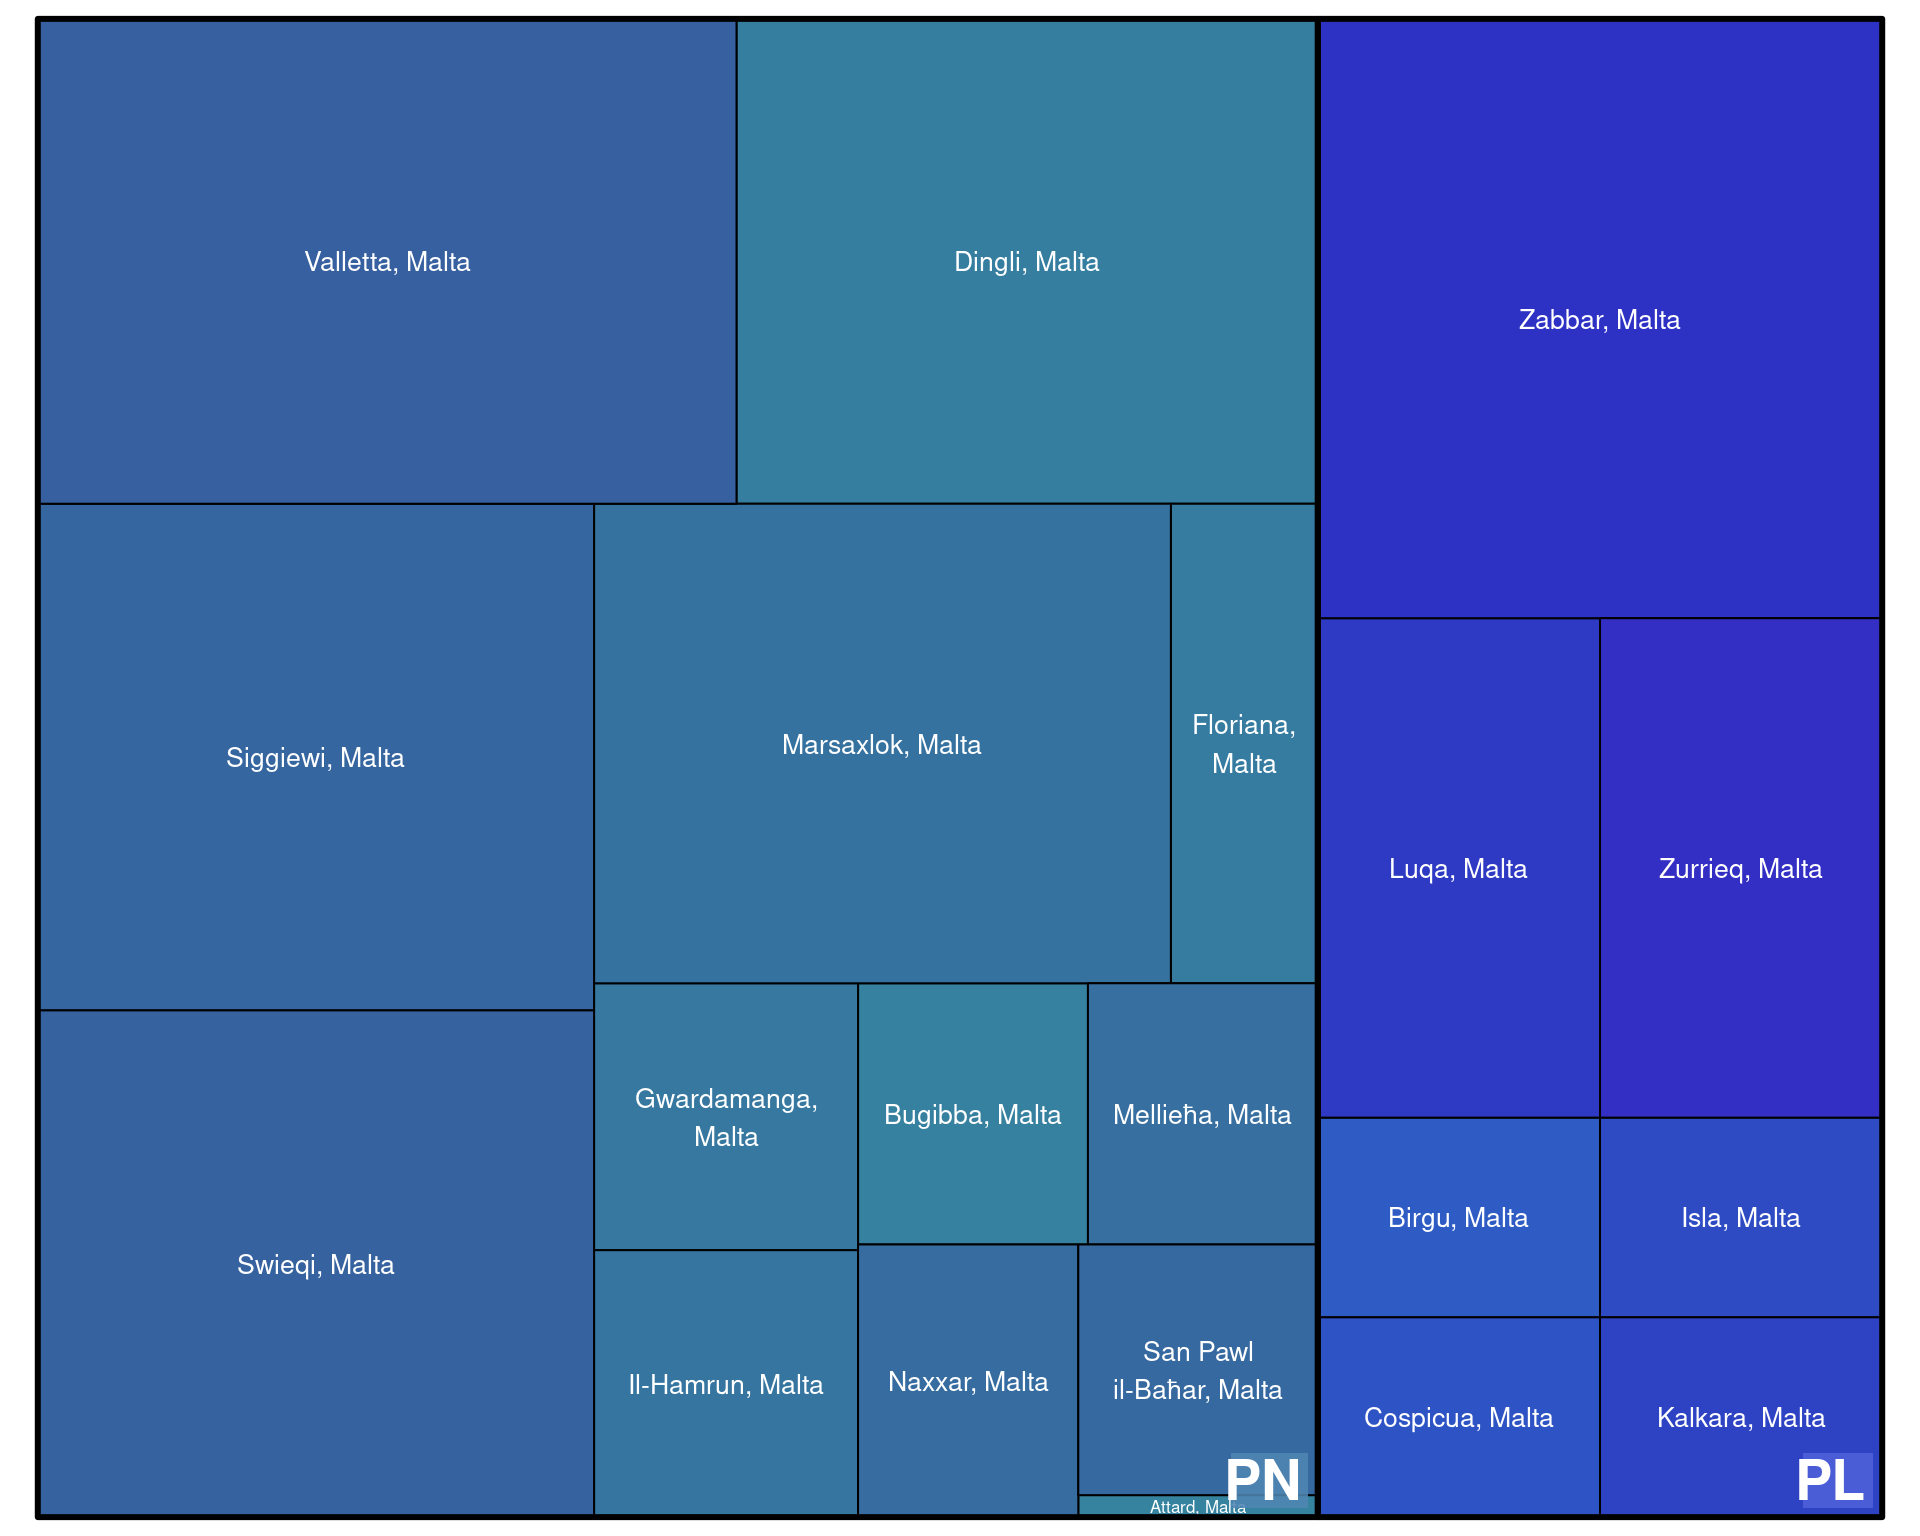 Valletta, Malta
Dingli, Malta
Zabbar, Malta
Siggiewi, Malta
Marsaxlok, Malta
Floriana,
Malta
Luqa, Malta
Zurrieq, Malta
Gwardamanga,
Malta
Bugibba, Malta
Mellieħa, Malta
Birgu, Malta
Isla, Malta
Swieqi, Malta
Il-Hamrun, Malta
Naxxar, Malta
San Pawl
il-Baħar, Malta
Cospicua, Malta
Kalkara, Malta
PN
PL
Attard, Malta